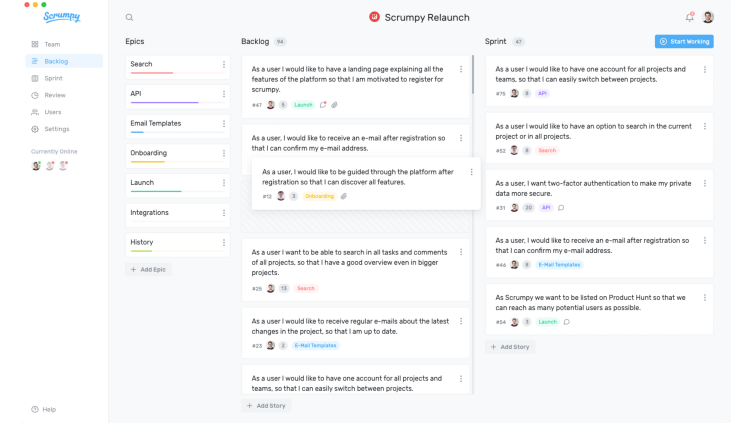 Scrumpy
Team
Backlog
Sprint
Review
Users
Settings
Currently Online
Help
Scrumpy Relaunch
Epics
Search
API
Email Templates
Onboarding
Launch
Integrations
History
+ Add Epic
Backlog 94
As a user I would like to have a landing page explaining all the
features of the platform so that I am motivated to register for
scrumpy.
#47 5 Launch
As a user, I would like to receive an e-mail after registration so
that I can confirm my e-mail address.
As a user, I would like to be guided through the platform after
registration so that I can discover all features.
#12 3 Onboarding
As a user I want to be able to search in all tasks and comments
of all projects, so that I have a good overview even in bigger
projects.
#25 13 Search
As a user I would like to receive regular e-mails about the latest
changes in the project, so that I am up to date.
#23 2 E-Mail Templates
As a user I would like to have one account for all projects and
teams, so that I can easily switch between projects.
+ Add Story
Sprint 47
Start Working
As a user I would like to have one account for all projects and
teams, so that I can easily switch between projects.
#75 8 API
As a user I would like to have an option to search in the current
project or in all projects.
#52 8 Search
As a user, I want two-factor authentication to make my private
data more secure.
#31 20 API
As a user, I would like to receive an e-mail after registration so
that I can confirm my e-mail address.
#46 8 E-Mail Templates
As Scrumpy we want to be listed on Product Hunt so that we
can reach as many potential users as possible.
#54 3 Launch
+ Add Story